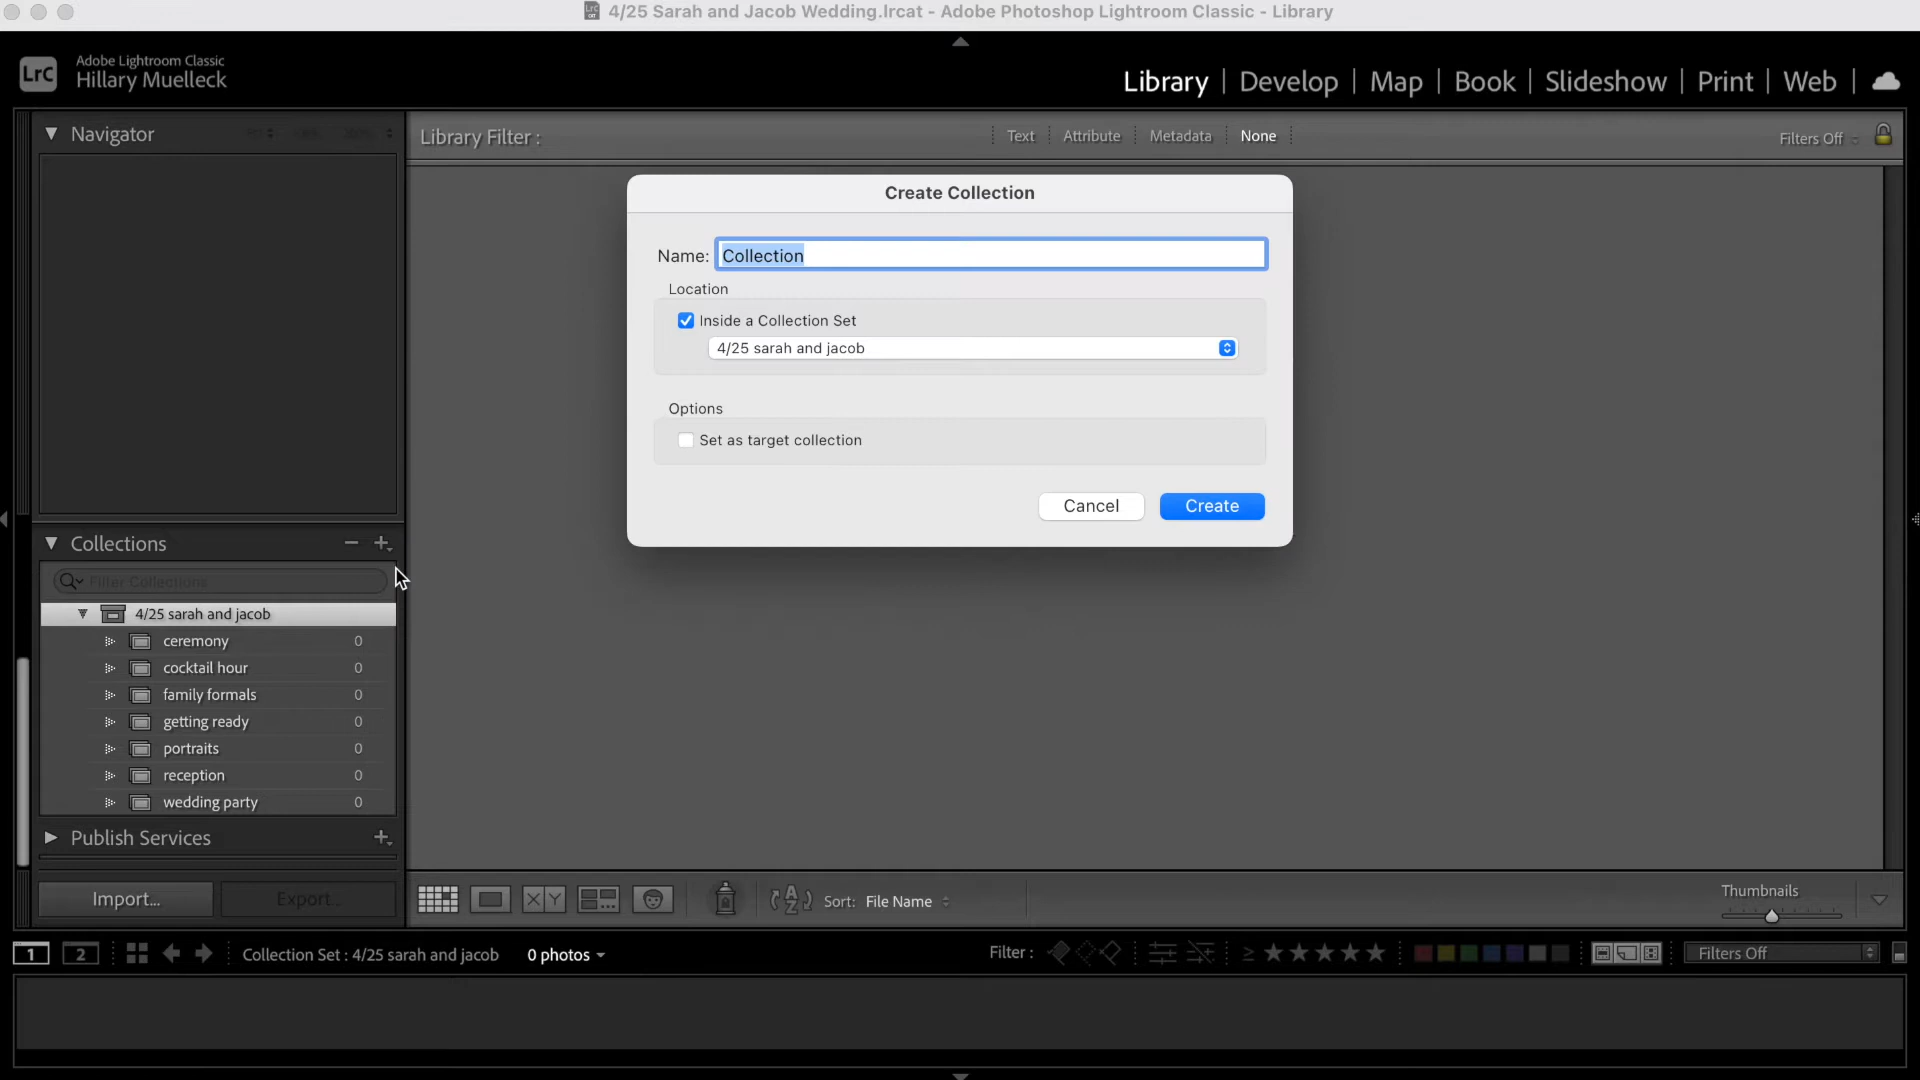 4/25 Sarah and Jacob Wedding.lrcat - Adobe Photoshop Lightroom Classic - Library
LrC
Adobe Lightroom Classic
Hillary Muelleck
Library | Develop | Map | Book | Slideshow | Print | Web
Navigator
Library Filter :
Text
Attribute
Metadata
None
Filters Off
Create Collection
Name: Collection
Location
Inside a Collection Set
4/25 sarah and jacob
Options
Set as target collection
Cancel
Create
Collections
Filter Collections
4/25 sarah and jacob
ceremony 0
cocktail hour 0
family formals 0
getting ready 0
portraits 0
reception 0
wedding party 0
Publish Services
Import...
Export...
XY
Sort: File Name
Thumbnails
1
2
Collection Set : 4/25 sarah and jacob
0 photos
Filter :
Filters Off